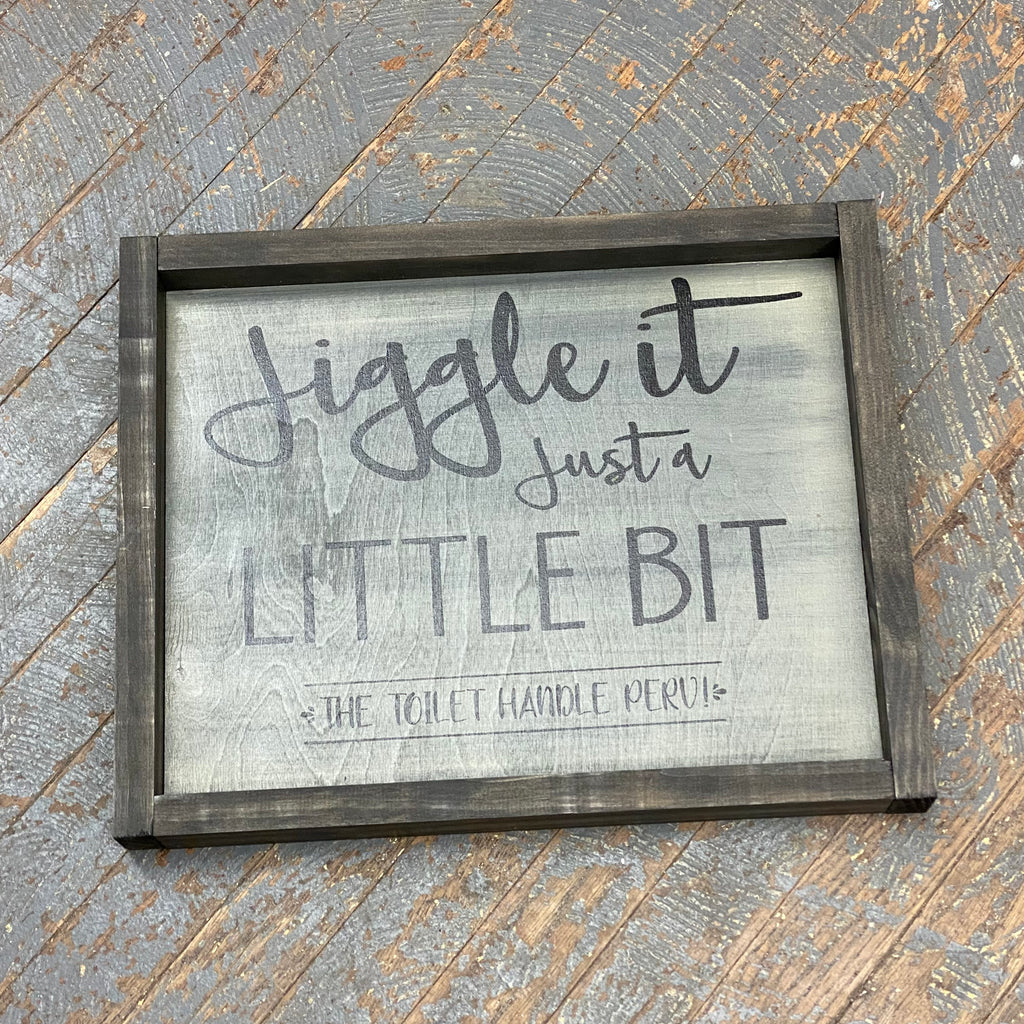 Jiggle it
just a
LITTLE BIT
THE TOILET HANDLE PERV!